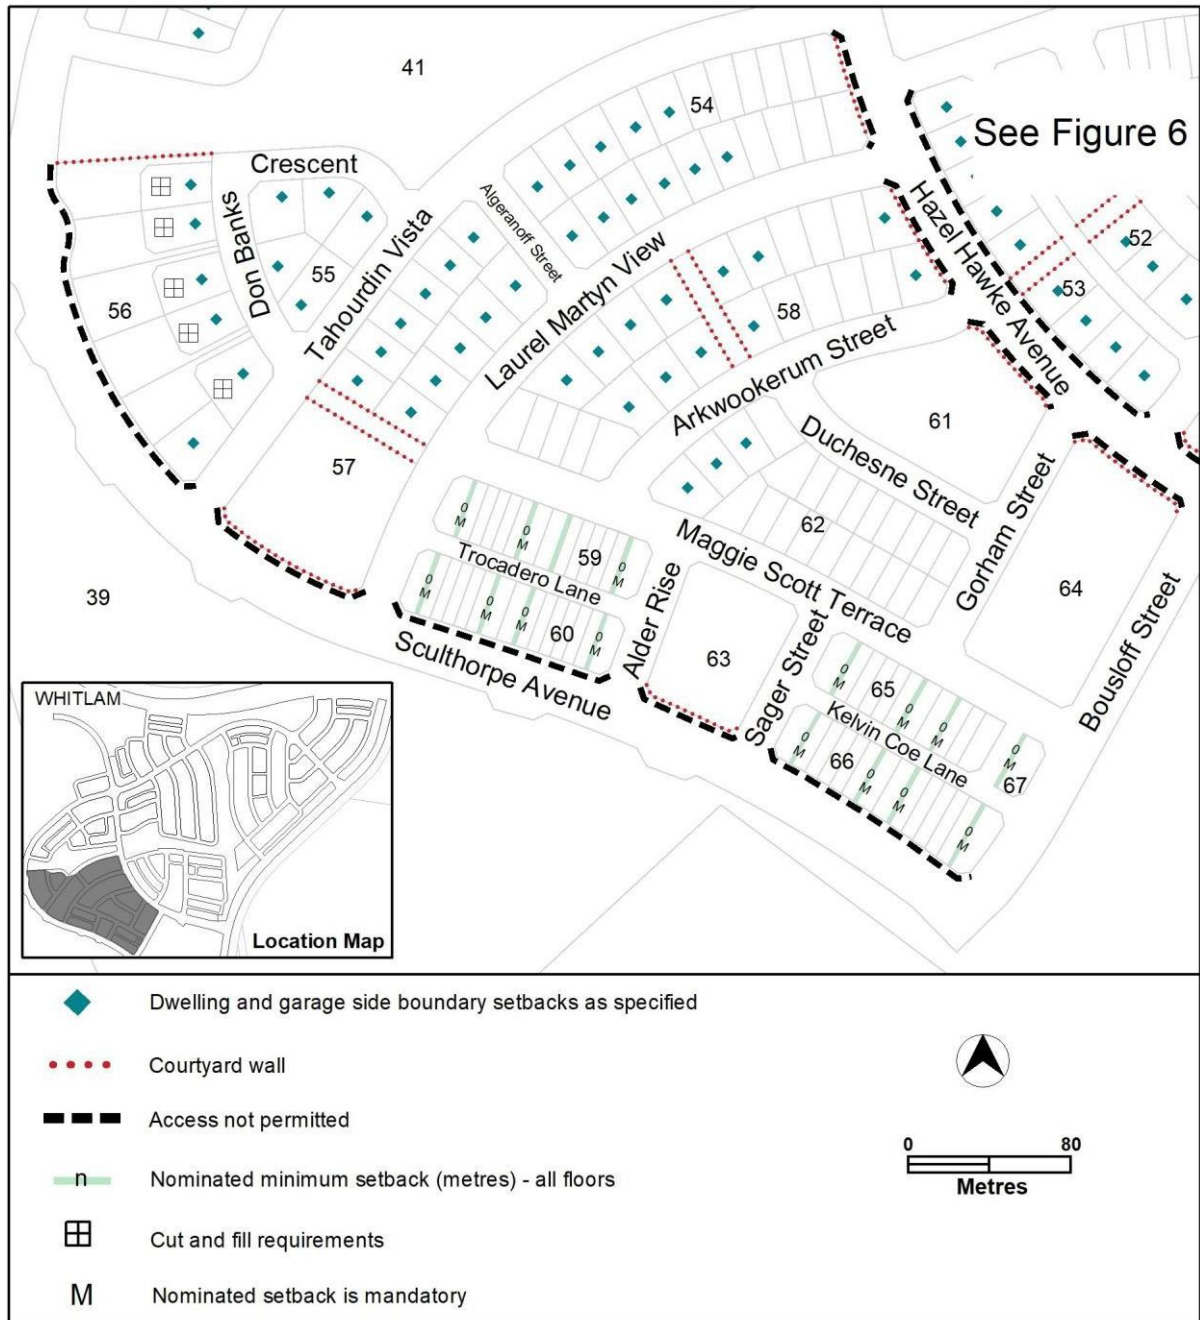 41
54
See Figure 6
Crescent
Don Banks
55
56
Tahourdin Vista
Algeranoff Street
Laurel Martyn View
Hazel Hawke Avenue
52
53
58
Arkwookerum Street
61
57
Duchesne Street
62
Gorham Street
64
Bousloff Street
0
M
0
M
59
0
M
Trocadero Lane
0
M
0
M
0
M
60
0
M
Maggie Scott Terrace
Alder Rise
63
Sager Street
Sculthorpe Avenue
39
0
M
65
0
M
0
M
0
M
67
Kelvin Coe Lane
0
M
66
0
M
0
M
0
M
WHITLAM
Location Map
Dwelling and garage side boundary setbacks as specified
Courtyard wall
Access not permitted
n Nominated minimum setback (metres) - all floors
Cut and fill requirements
M Nominated setback is mandatory
0 80
Metres